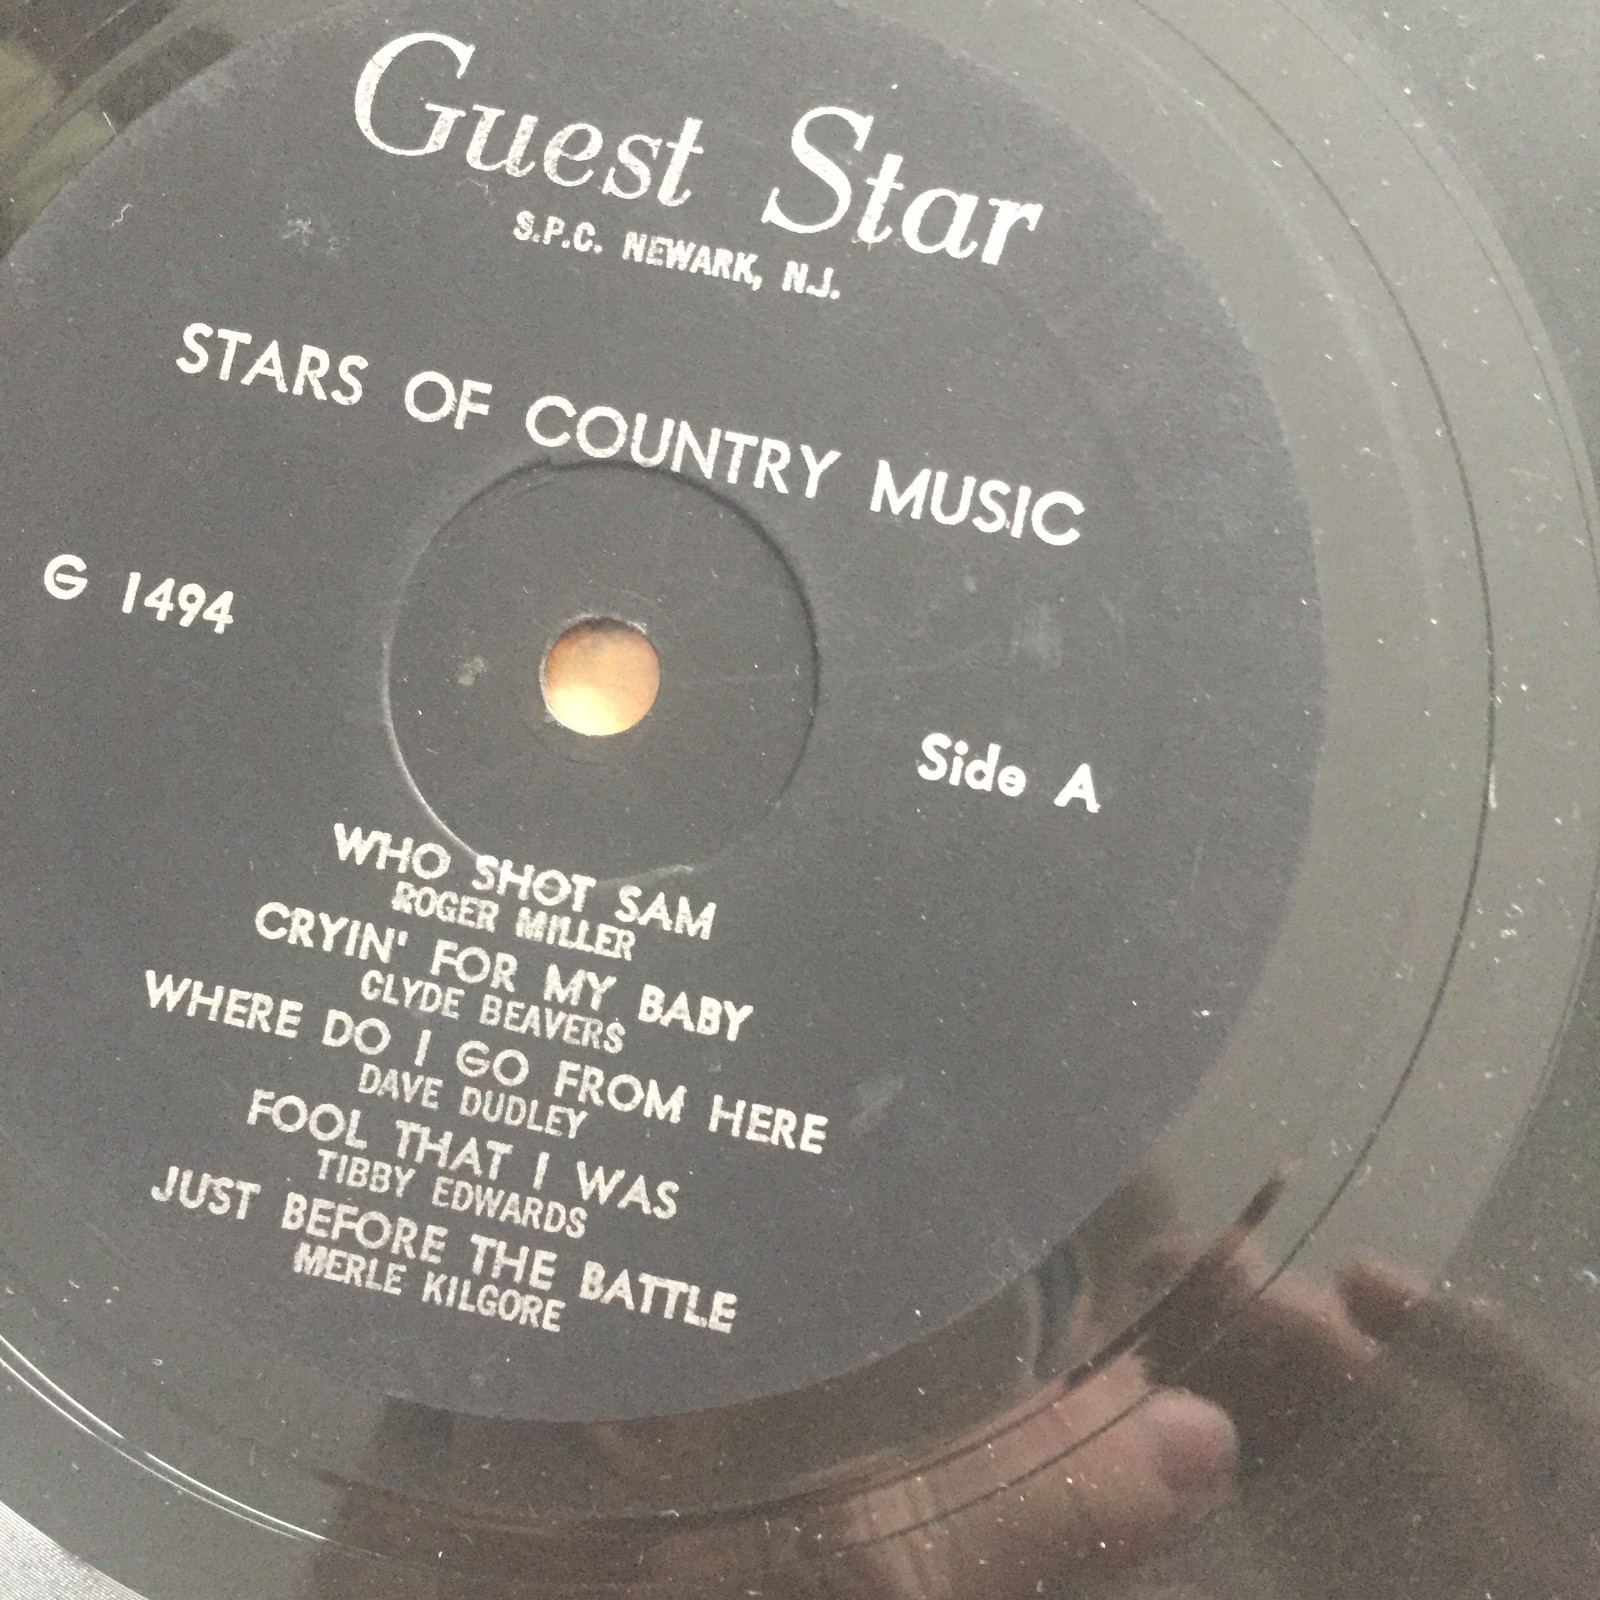 Guest Star
S.P.C. NEWARK, N.J.
STARS OF COUNTRY MUSIC
G 1494
Side A
WHO SHOT SAM
ROGER MILLER
CRYIN' FOR MY BABY
CLYDE BEAVERS
WHERE DO I GO FROM HERE
DAVE DUDLEY
FOOL THAT I WAS
TIBBY EDWARDS
JUST BEFORE THE BATTLE
MERLE KILGORE